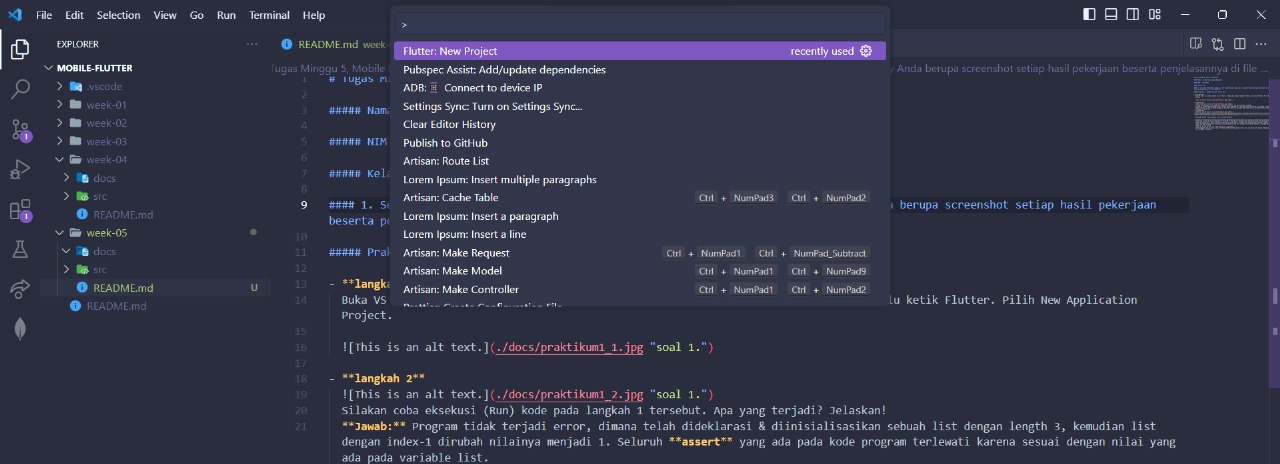 File Edit Selection View Go Run Terminal Help
>
EXPLORER
README.md week-
Flutter: New Project recently used
MOBILE-FLUTTER
Tugas Minggu 5, Mobile
Anda berupa screenshot setiap hasil pekerjaan beserta penjelasannya di file ...
Pubspec Assist: Add/update dependencies
.vscode
ADB: Connect to device IP
week-01
Settings Sync: Turn on Settings Sync...
week-02
Clear Editor History
week-03
Publish to GitHub
week-04
Artisan: Route List
docs
Lorem Ipsum: Insert multiple paragraphs
src
Artisan: Cache Table Ctrl + NumPad3 Ctrl + NumPad2
README.md
Lorem Ipsum: Insert a paragraph
week-05
Lorem Ipsum: Insert a line
docs
Artisan: Make Request Ctrl + NumPad1 Ctrl + NumPad_Subtract
src
Artisan: Make Model Ctrl + NumPad1 Ctrl + NumPad9
README.md U
Artisan: Make Controller Ctrl + NumPad1 Ctrl + NumPad2
README.md
1 # Tugas M
2
3 ##### Nama
4
5 ##### NIM
6
7 ##### Kela
8
9 #### 1. Se berupa screenshot setiap hasil pekerjaan
beserta pe
10
11 ##### Pra
12
13 - **langka
14 Buka VS lu ketik Flutter. Pilih New Application
Project.
15
16 ![This is an alt text.](./docs/praktikum1_1.jpg "soal 1.")
17
18 - **langkah 2**
19 ![This is an alt text.](./docs/praktikum1_2.jpg "soal 1.")
20 Silakan coba eksekusi (Run) kode pada langkah 1 tersebut. Apa yang terjadi? Jelaskan!
21 **Jawab:** Program tidak terjadi error, dimana telah dideklarasi & diinisialisasikan sebuah list dengan length 3, kemudian list
dengan index-1 dirubah nilainya menjadi 1. Seluruh **assert** yang ada pada kode program terlewati karena sesuai dengan nilai yang
ada pada variable list.